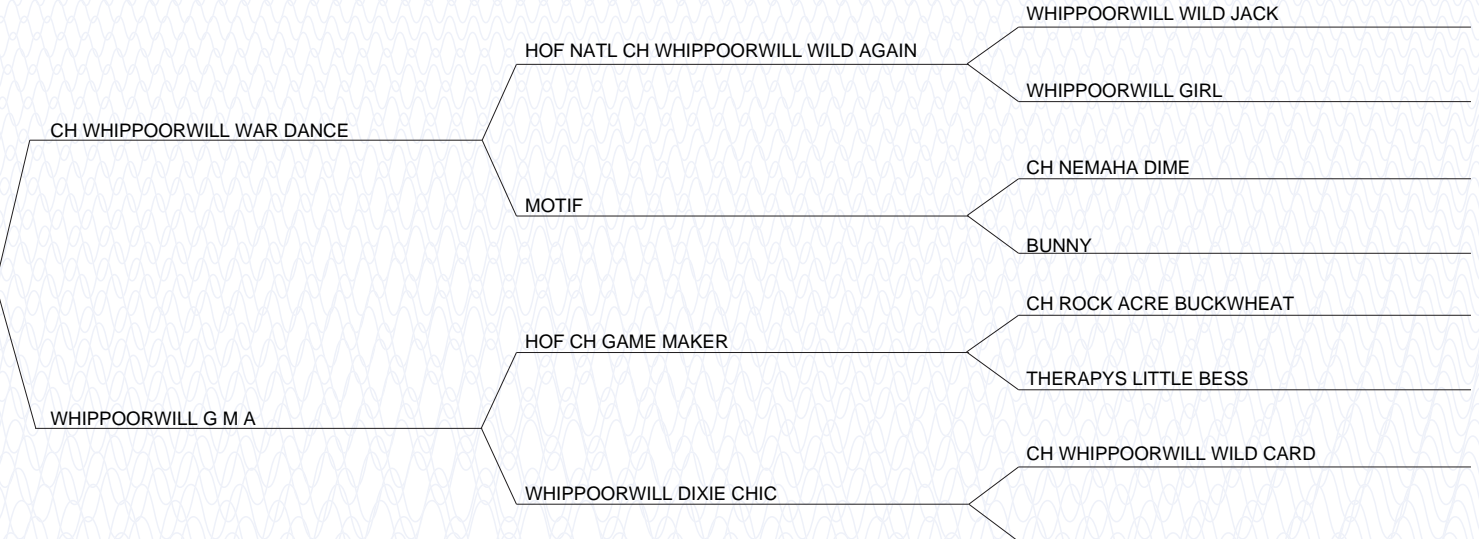 WHIPPOORWILL WILD JACK
HOF NATL CH WHIPPOORWILL WILD AGAIN
WHIPPOORWILL GIRL
CH WHIPPOORWILL WAR DANCE
CH NEMAHA DIME
MOTIF
BUNNY
CH ROCK ACRE BUCKWHEAT
HOF CH GAME MAKER
THERAPYS LITTLE BESS
WHIPPOORWILL G M A
CH WHIPPOORWILL WILD CARD
WHIPPOORWILL DIXIE CHIC